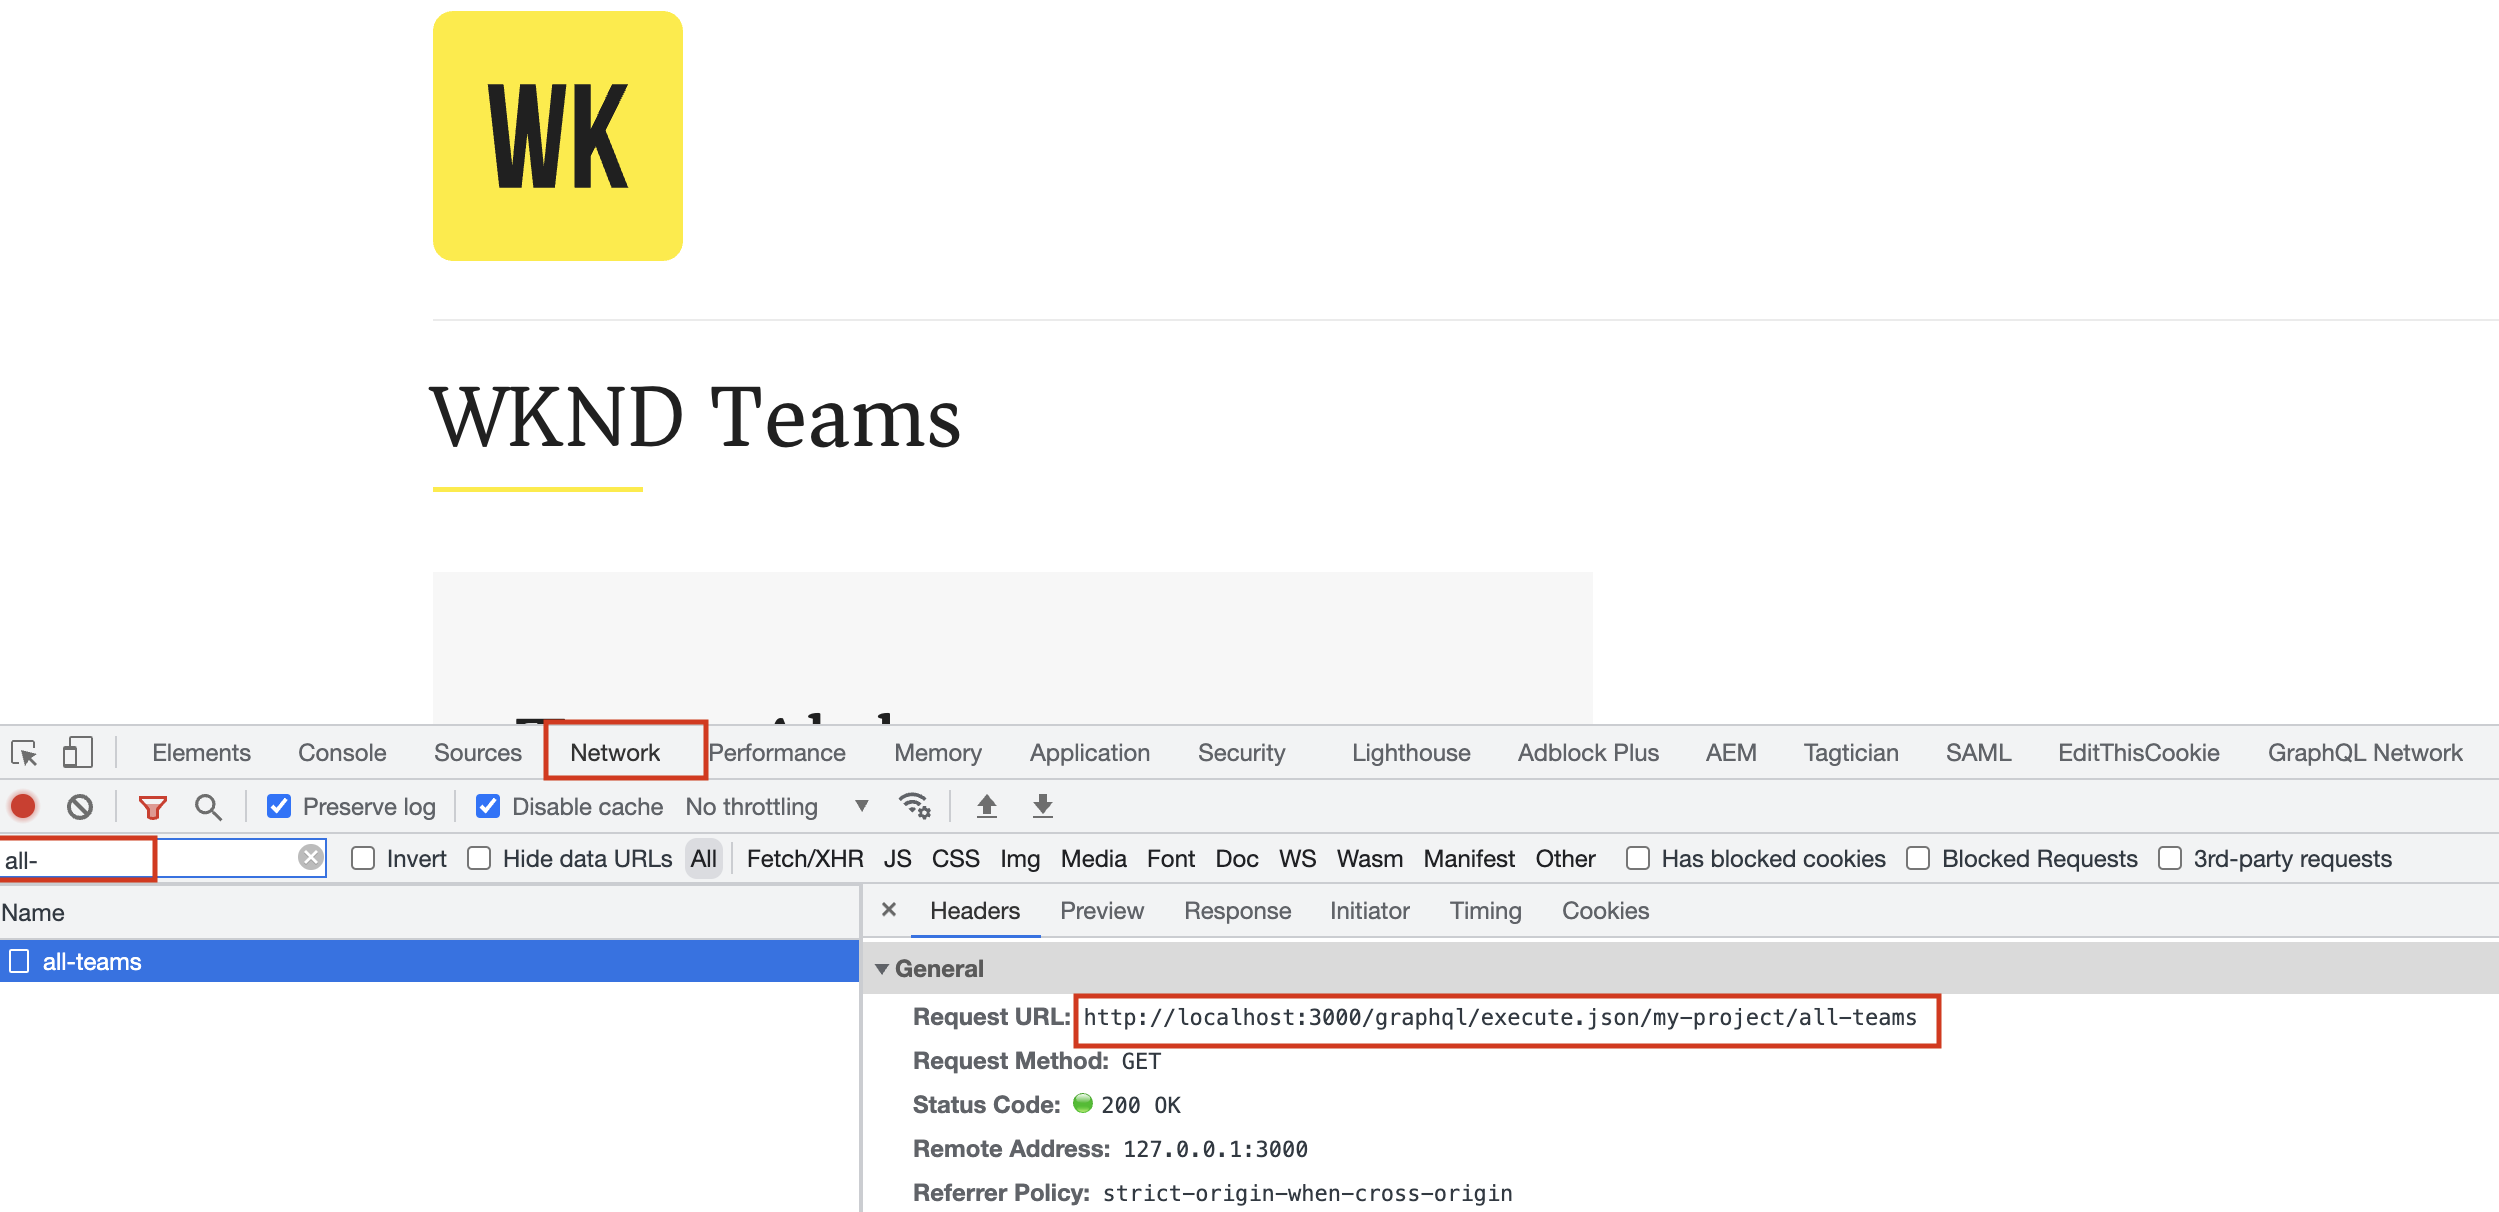 WK
WKND Teams
Elements Console Sources Network Performance Memory Application Security Lighthouse Adblock Plus AEM Tagtician SAML EditThisCookie GraphQL Network
Preserve log Disable cache No throttling
all- Invert Hide data URLs All Fetch/XHR JS CSS Img Media Font Doc WS Wasm Manifest Other Has blocked cookies Blocked Requests 3rd-party requests
Name
all-teams
Headers Preview Response Initiator Timing Cookies
General
Request URL: http://localhost:3000/graphql/execute.json/my-project/all-teams
Request Method: GET
Status Code: 200 OK
Remote Address: 127.0.0.1:3000
Referrer Policy: strict-origin-when-cross-origin